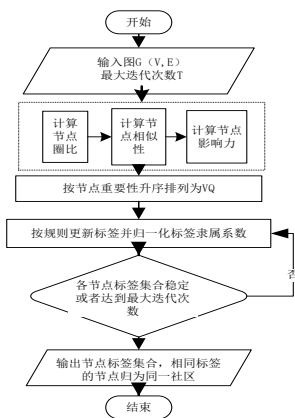 开始
输入图G（V,E）
最大迭代次数T
计算
节点
圈比
计算节
点相似
性
计算节点
影响力
按节点重要性升序排列为VQ
按规则更新标签并归一化标签隶属系数
否
各节点标签集合稳定
或者达到最大迭代次
数
输出节点标签集合，相同标签
的节点归为同一社区
结束